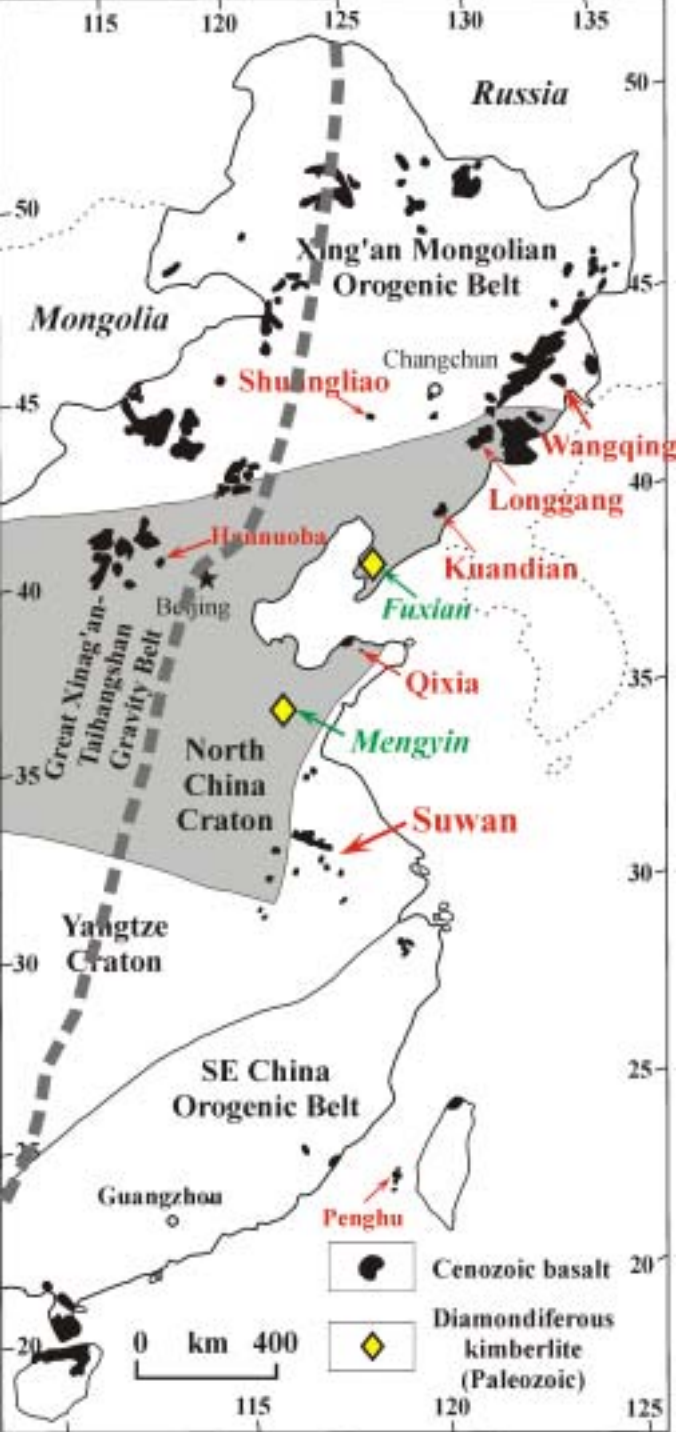 115 120 125 130 135
Russia
50
50
Xing'an Mongolian
Orogenic Belt
45
Mongolia
Changchun
Shuangliao
45
Wangqing
40
Longgang
Hannuoba
Kuandian
40
Beijing
Fuxian
Great Xinag'an-
Taihangshan
Gravity Belt
35
Qixia
Mengyin
North
China
Craton
35
Suwan
30
Yangtze
Craton
30
SE China
Orogenic Belt
25
25
Guangzhou
Penghu
20
Cenozoic basalt
Diamondiferous
kimberlite
(Paleozoic)
20
0 km 400
115 120 125